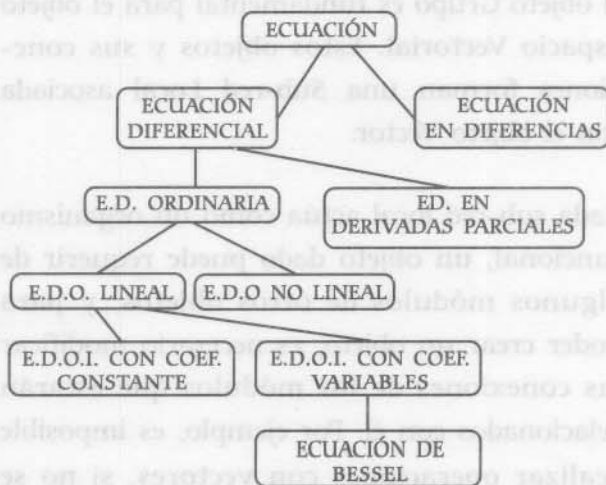 ECUACIÓN
ECUACIÓN
DIFERENCIAL
ECUACIÓN
EN DIFERENCIAS
E.D. ORDINARIA
ED. EN
DERIVADAS PARCIALES
E.D.O. LINEAL
E.D.O NO LINEAL
E.D.O.I. CON COEF.
CONSTANTE
E.D.O.I. CON COEF.
VARIABLES
ECUACIÓN DE
BESSEL